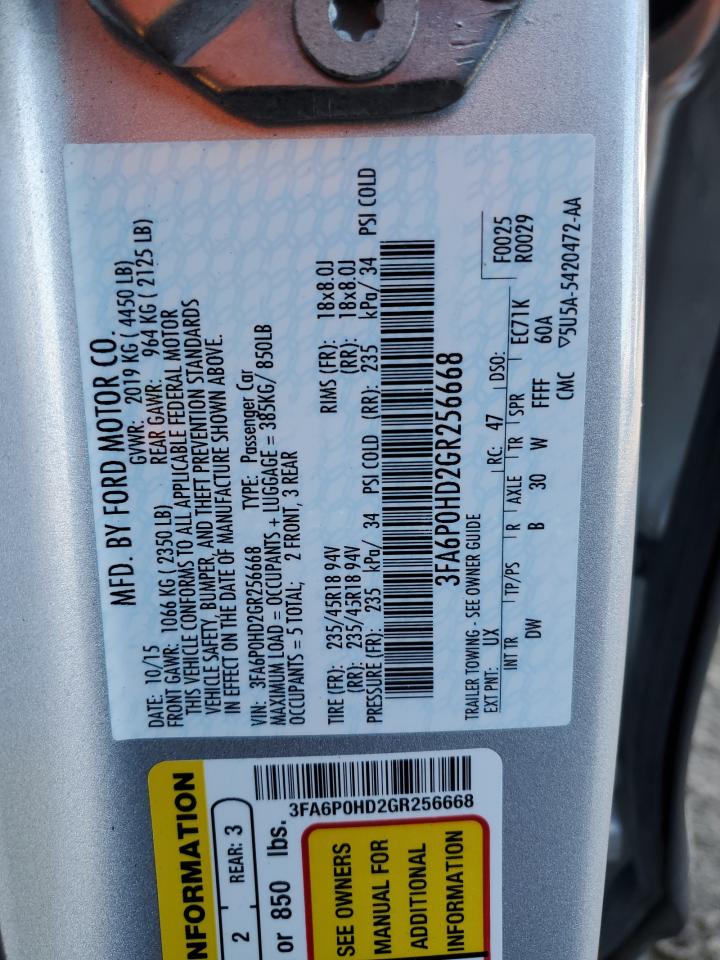 MFD. BY FORD MOTOR CO.
DATE: 10/15 GVWR: 2019 KG ( 4450 LB)
FRONT GAWR: 1066 KG ( 2350 LB) REAR GAWR: 964 KG ( 2125 LB)
THIS VEHICLE CONFORMS TO ALL APPLICABLE FEDERAL MOTOR
VEHICLE SAFETY, BUMPER, AND THEFT PREVENTION STANDARDS
IN EFFECT ON THE DATE OF MANUFACTURE SHOWN ABOVE.
VIN: 3FA6P0HD2GR256668 TYPE: Passenger Car
MAXIMUM LOAD = OCCUPANTS + LUGGAGE = 385KG/ 850LB
OCCUPANTS = 5 TOTAL; 2 FRONT, 3 REAR
TIRE (FR): 235/45R18 94V RIMS (FR): 18x8.0J
(RR): 235/45R18 94V (RR): 18x8.0J
PRESSURE (FR): 235 kPa/ 34 PSI COLD (RR): 235 kPa/ 34 PSI COLD
3FA6P0HD2GR256668
TRAILER TOWING - SEE OWNER GUIDE F0025
EXT PNT: UX RC: 47 DSO: R0029
INT TR TP/PS R AXLE TR SPR EC71K
DW B 30 W FFFF 60A
CMC ▽5U5A-5420472-AA
NFORMATION
2 REAR: 3
or 850 lbs.
3FA6P0HD2GR256668
SEE OWNERS
MANUAL FOR
ADDITIONAL
INFORMATION